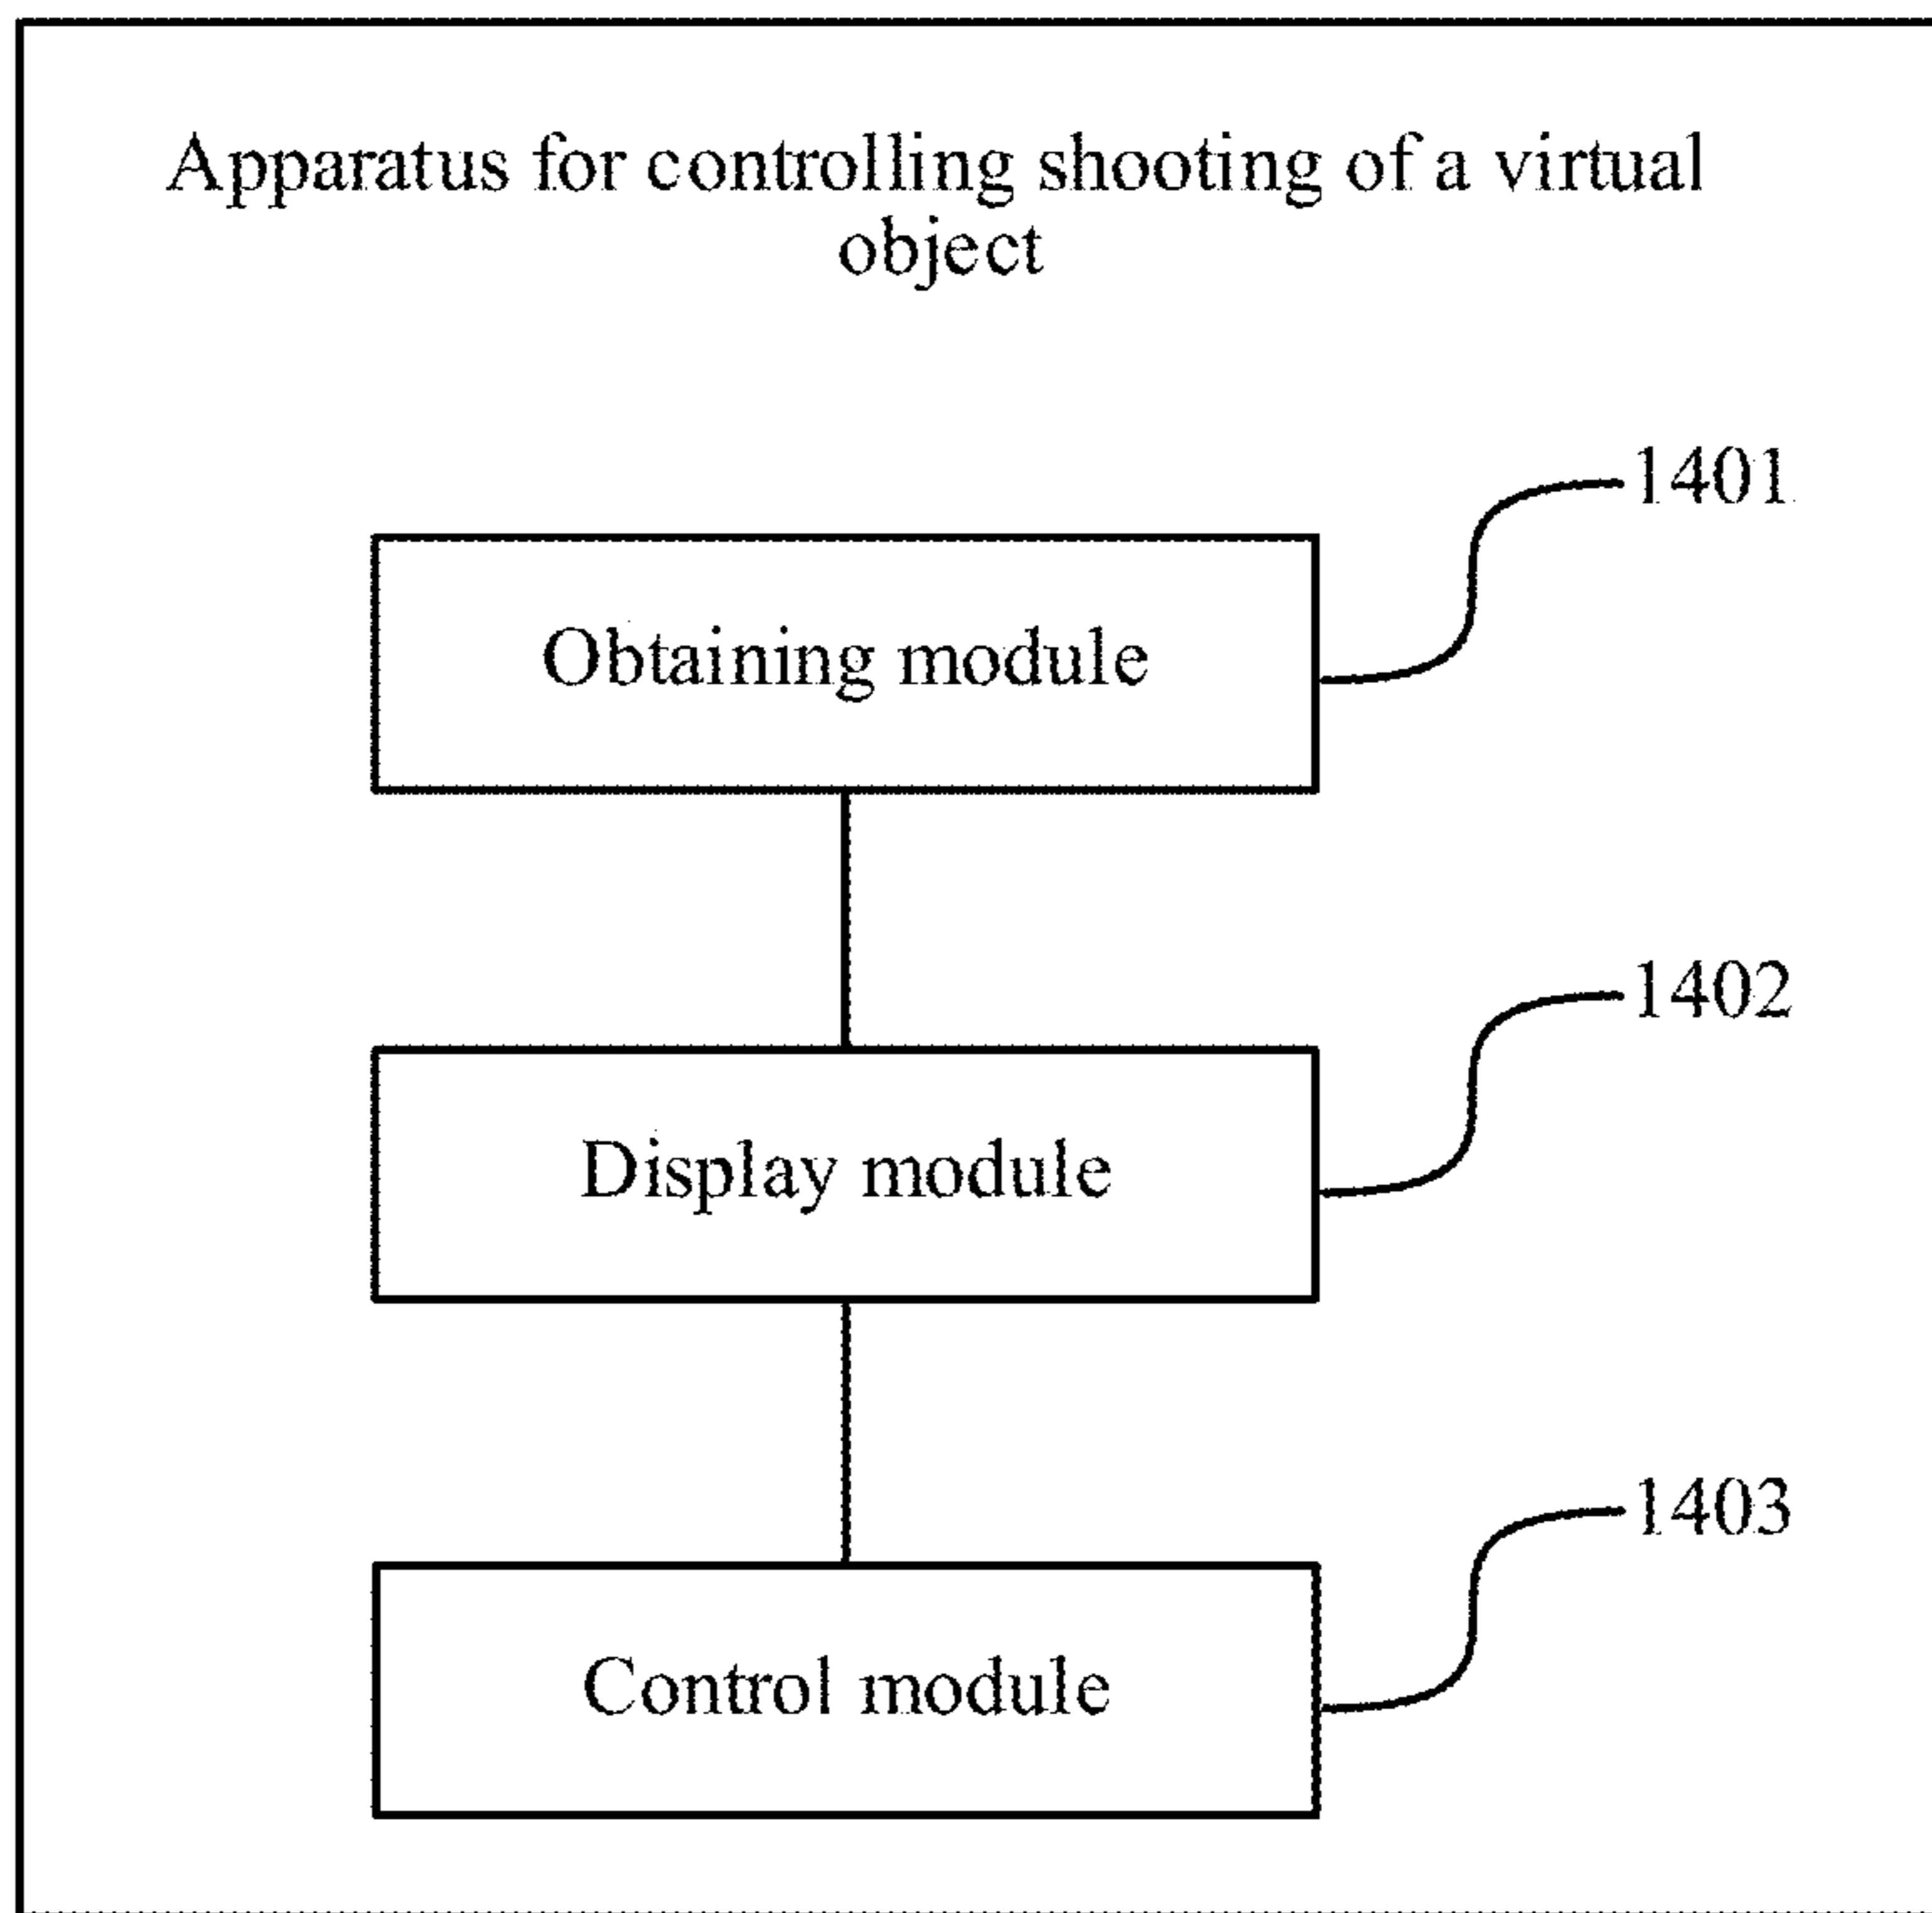 Apparatus for controlling shooting of a virtual
object
1401
Obtaining module
1402
Display module
1403
Control module